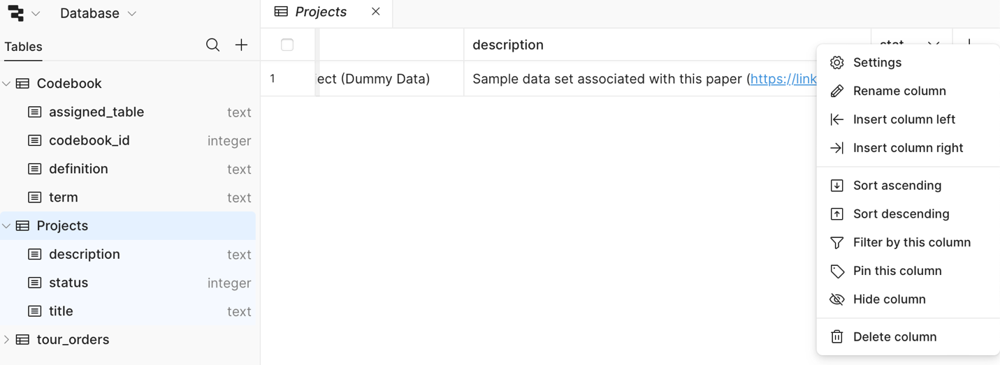 Database
Projects
Tables
description
stat
1
ject (Dummy Data)
Sample data set associated with this paper (https://link
Codebook
assigned_table text
codebook_id integer
definition text
term text
Projects
description text
status integer
title text
tour_orders
Settings
Rename column
Insert column left
Insert column right
Sort ascending
Sort descending
Filter by this column
Pin this column
Hide column
Delete column